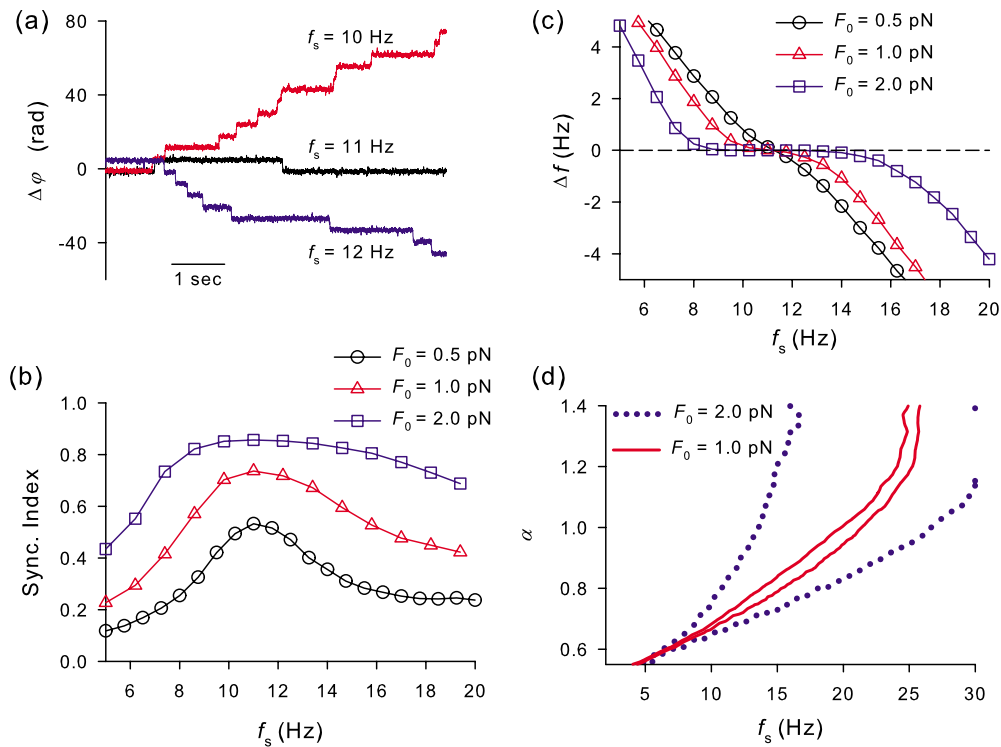 (a)
80
40
0
-40
Δφ (rad)
fs = 10 Hz
fs = 11 Hz
fs = 12 Hz
1 sec
(b)
F0 = 0.5 pN
F0 = 1.0 pN
F0 = 2.0 pN
1.0
0.8
0.6
0.4
0.2
0.0
Sync. Index
6 8 10 12 14 16 18 20
fs (Hz)
(c)
F0 = 0.5 pN
F0 = 1.0 pN
F0 = 2.0 pN
4
2
0
-2
-4
Δf (Hz)
6 8 10 12 14 16 18 20
fs (Hz)
(d)
F0 = 2.0 pN
F0 = 1.0 pN
1.4
1.2
1.0
0.8
0.6
α
5 10 15 20 25 30
fs (Hz)